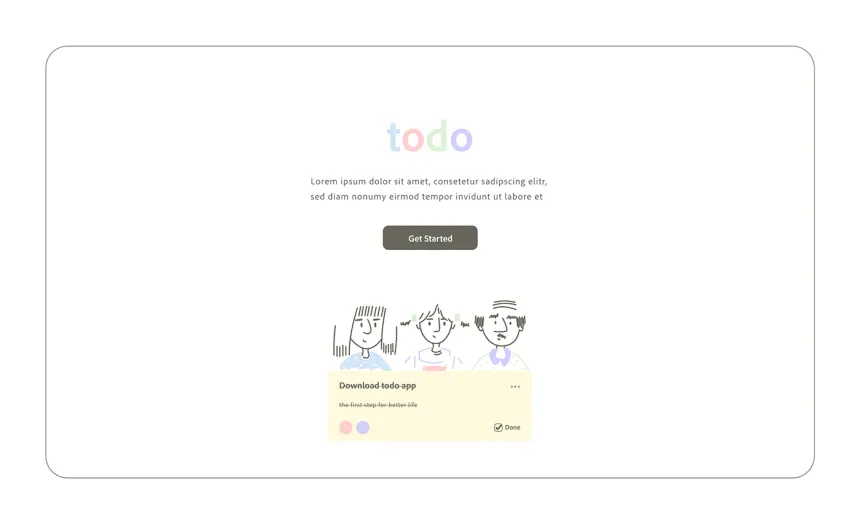 todo
Lorem ipsum dolor sit amet, consetetur sadipscing elitr,
sed diam nonumy eirmod tempor invidunt ut labore et
Get Started
Download todo app
the first step for better life
Done